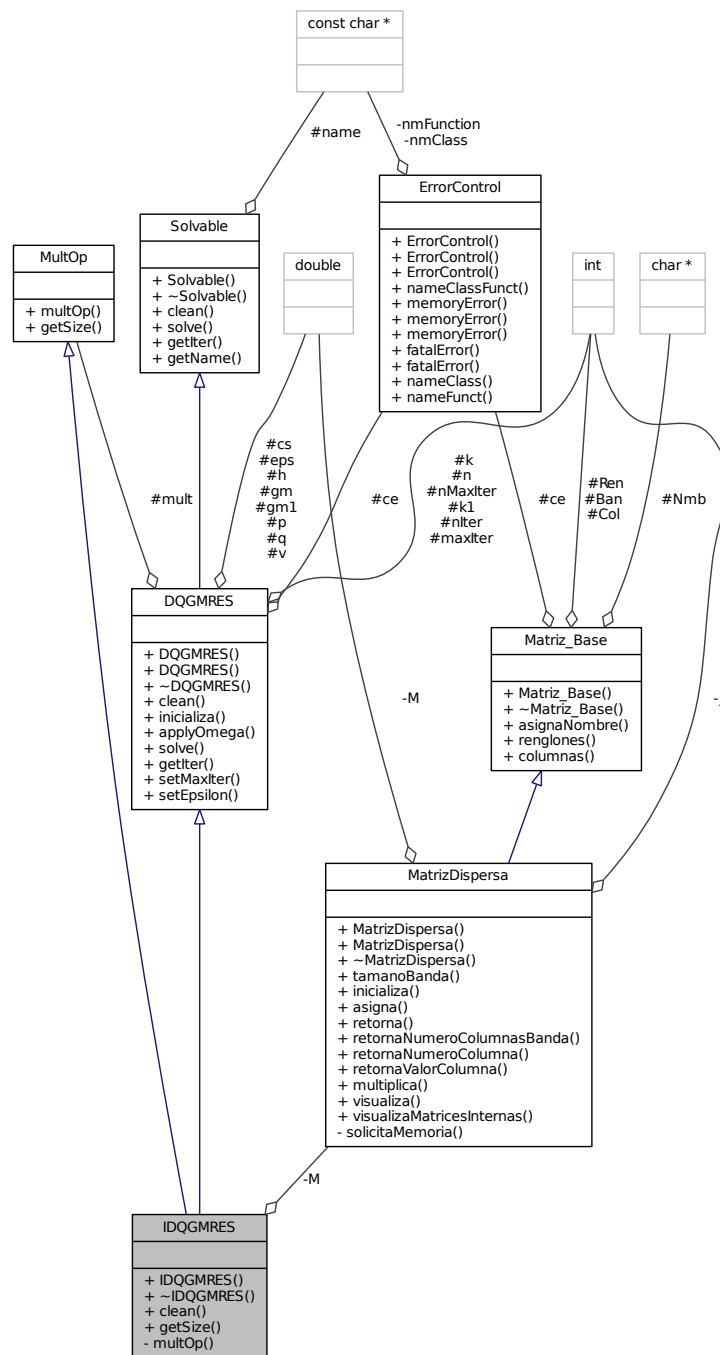 const char *
#name
-nmFunction
-nmClass
ErrorControl
+ ErrorControl()
+ ErrorControl()
+ ErrorControl()
+ nameClassFunct()
+ memoryError()
+ memoryError()
+ memoryError()
+ fatalError()
+ fatalError()
+ nameClass()
+ nameFunct()
Solvable
+ Solvable()
+ ~Solvable()
+ clean()
+ solve()
+ getIter()
+ getName()
MultOp
+ multOp()
+ getSize()
double
int
char *
#mult
#cs
#eps
#h
#gm
#gm1
#p
#q
#v
#ce
#k
#n
#nMaxIter
#k1
#nIter
#maxIter
#ce
#Ren
#Ban
#Col
#Nmb
DQGMRES
+ DQGMRES()
+ DQGMRES()
+ ~DQGMRES()
+ clean()
+ inicializa()
+ applyOmega()
+ solve()
+ getIter()
+ setMaxIter()
+ setEpsilon()
Matriz_Base
+ Matriz_Base()
+ ~Matriz_Base()
+ asignaNombre()
+ renglones()
+ columnas()
-M
MatrizDispersa
+ MatrizDispersa()
+ MatrizDispersa()
+ ~MatrizDispersa()
+ tamanoBanda()
+ inicializa()
+ asigna()
+ retorna()
+ retornaNumeroColumnasBanda()
+ retornaNumeroColumna()
+ retornaValorColumna()
+ multiplica()
+ visualiza()
+ visualizaMatricesInternas()
- solicitaMemoria()
-M
IDQGMRES
+ IDQGMRES()
+ ~IDQGMRES()
+ clean()
+ getSize()
- multOp()